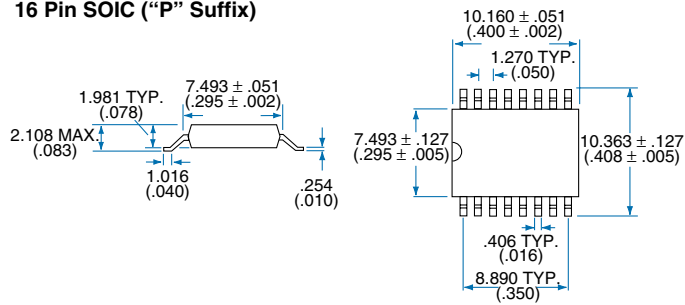 16 Pin SOIC (“P” Suffix)
10.160 ± .051
(.400 ± .002)
1.270 TYP.
(.050)
7.493 ± .051
(.295 ± .002)
1.981 TYP.
(.078)
2.108 MAX.
(.083)
1.016
(.040)
.254
(.010)
7.493 ± .127
(.295 ± .005)
10.363 ± .127
(.408 ± .005)
.406 TYP.
(.016)
8.890 TYP.
(.350)